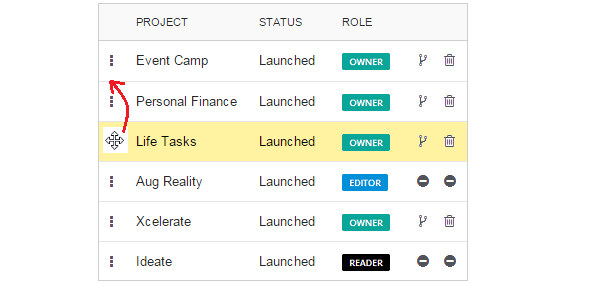 PROJECT STATUS ROLE
Event Camp Launched OWNER
Personal Finance Launched OWNER
Life Tasks Launched OWNER
Aug Reality Launched EDITOR
Xcelerate Launched OWNER
Ideate Launched READER